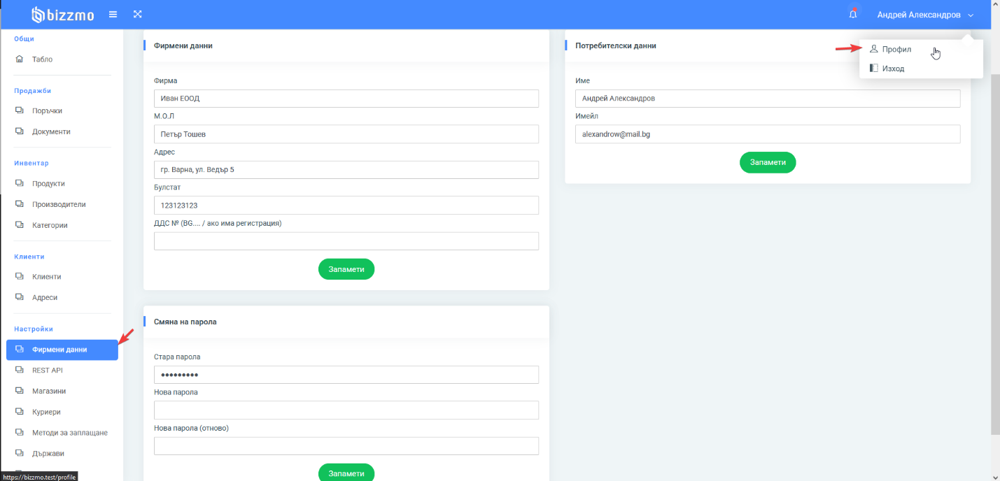 bizzmo
Андрей Александров
Общи
Табло
Продажби
Поръчки
Документи
Инвентар
Продукти
Производители
Категории
Клиенти
Клиенти
Адреси
Настройки
Фирмени данни
REST API
Магазини
Куриери
Методи за заплащане
Държави
https://bizzmo.test/profile
Фирмени данни
Фирма
Иван ЕООД
М.О.Л
Петър Тошев
Адрес
гр. Варна, ул. Ведър 5
Булстат
123123123
ДДС № (BG.... / ако има регистрация)
Запамети
Смяна на парола
Стара парола
•••••••••
Нова парола
Нова парола (отново)
Запамети
Потребителски данни
Име
Андрей Александров
Имейл
alexandrow@mail.bg
Запамети
Профил
Изход